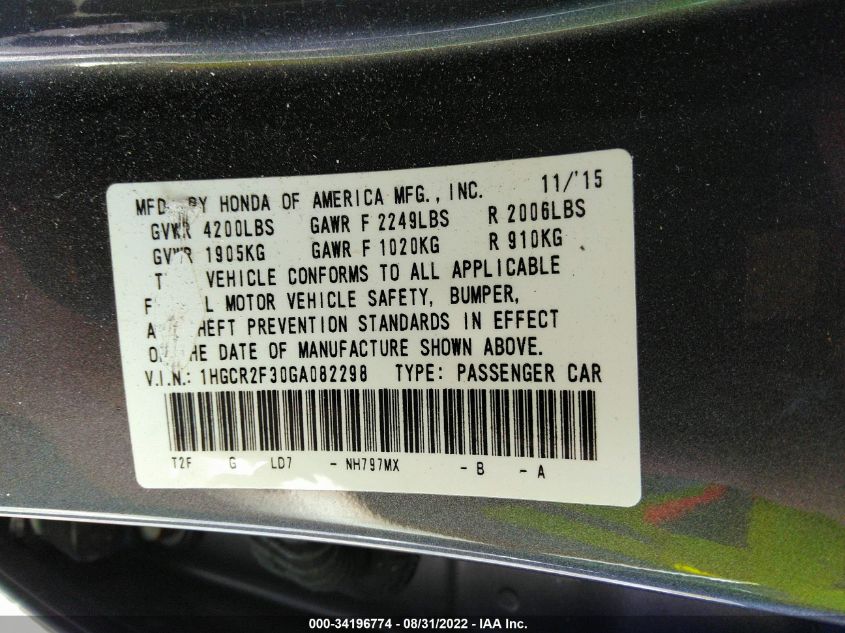 MFD BY HONDA OF AMERICA MFG., INC. 11/'15
GVWR 4200LBS GAWR F 2249LBS R 2006LBS
GVWR 1905KG GAWR F 1020KG R 910KG
T VEHICLE CONFORMS TO ALL APPLICABLE
F L MOTOR VEHICLE SAFETY, BUMPER,
A HEFT PREVENTION STANDARDS IN EFFECT
O HE DATE OF MANUFACTURE SHOWN ABOVE.
V.I.N.: 1HGCR2F30GA082298 TYPE: PASSENGER CAR
T2F G LD7 - NH797MX - B - A
000-34196774 - 08/31/2022 - IAA Inc.